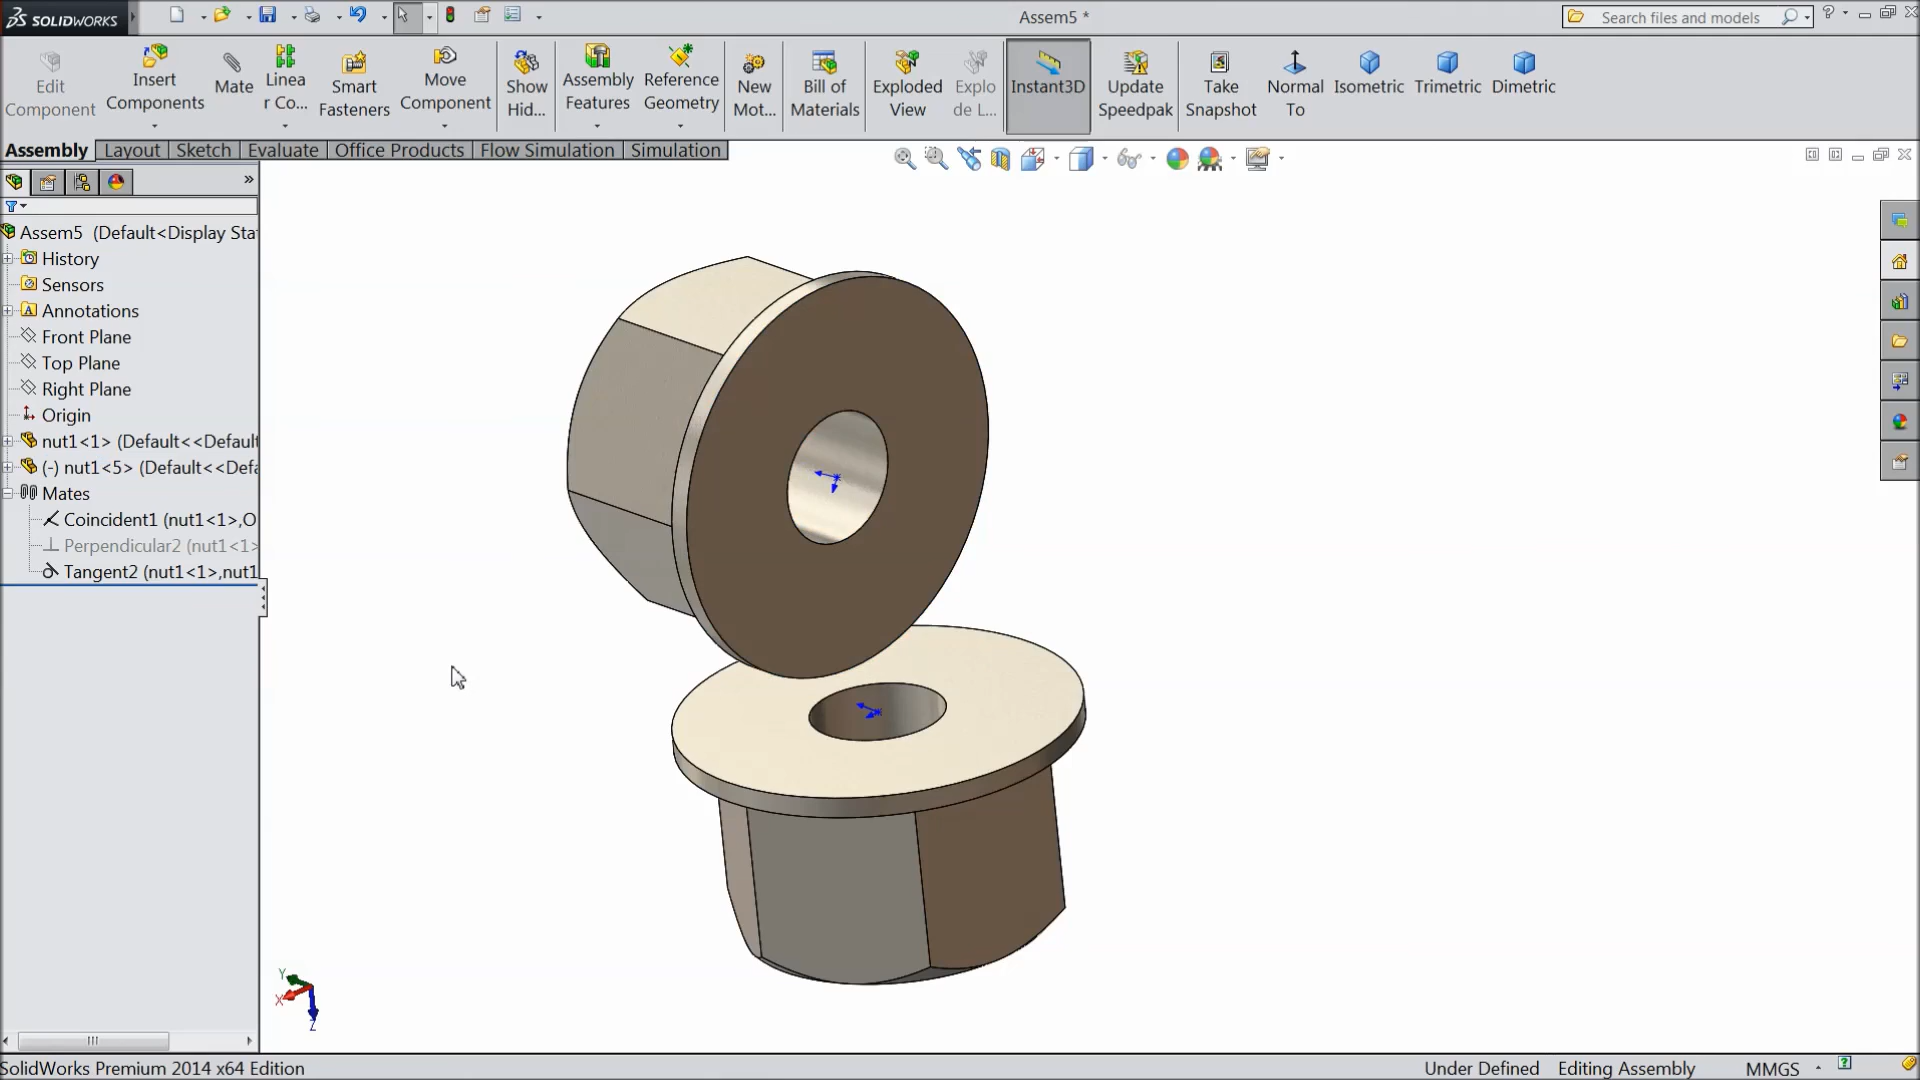 SOLIDWORKS
Assem5 *
Search files and models
Edit Component
Insert Components
Mate
Linea r Co...
Smart Fasteners
Move Component
Show Hid...
Assembly Features
Reference Geometry
New Mot...
Bill of Materials
Exploded View
Explo de L...
Instant3D
Update Speedpak
Take Snapshot
Normal To
Isometric
Trimetric
Dimetric
Assembly Layout Sketch Evaluate Office Products Flow Simulation Simulation
Assem5 (Default<Display Sta
History
Sensors
Annotations
Front Plane
Top Plane
Right Plane
Origin
nut1<1> (Default<<Default
(-) nut1<5> (Default<<Defa
Mates
Coincident1 (nut1<1>,O
Perpendicular2 (nut1<1>
Tangent2 (nut1<1>,nut1
Y
X
Z
SolidWorks Premium 2014 x64 Edition
Under Defined Editing Assembly MMGS